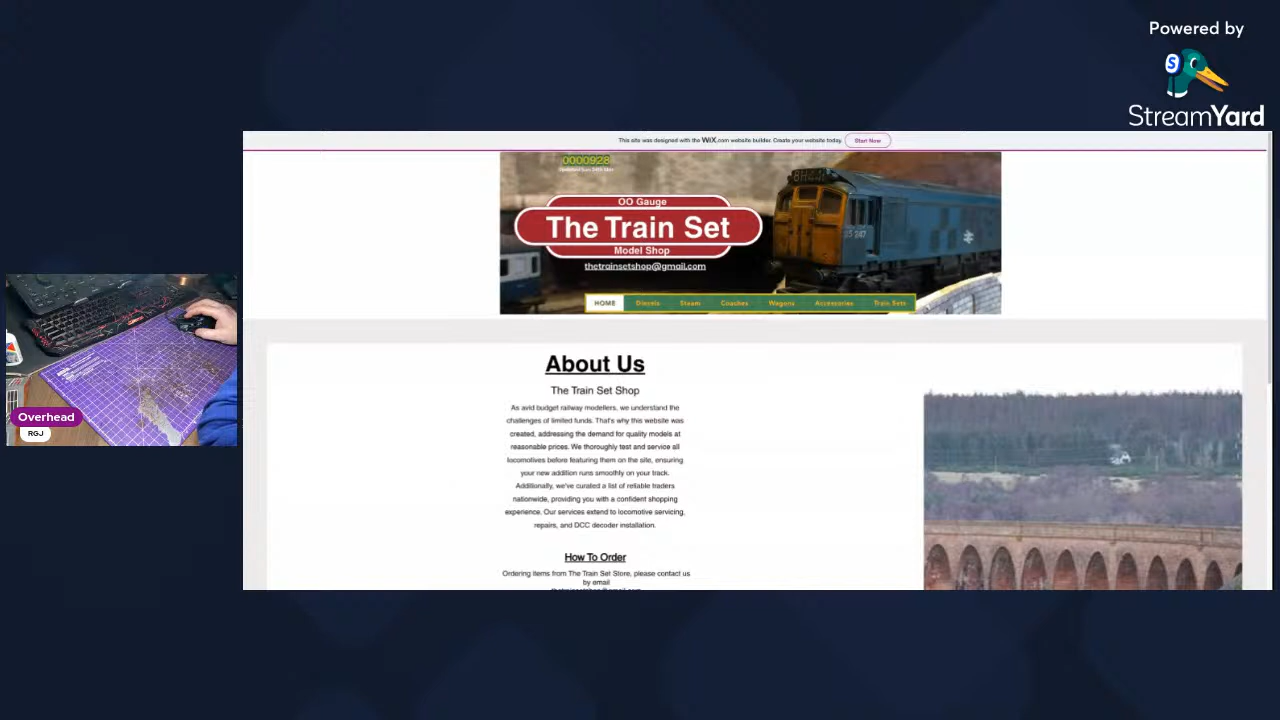 Powered by
StreamYard
This site was designed with the WiX.com website builder. Create your website today.
Start Now
0000928
OO Gauge
The Train Set
Model Shop
thetrainsetshop@gmail.com
25 247
HOME
Diesels
Steam
Coaches
Wagons
Accessories
Train Sets
About Us
The Train Set Shop
As avid budget railway modellers, we understand the
challenges of limited funds. That's why this website was
created, addressing the demand for quality models at
reasonable prices. We thoroughly test and service all
locomotives before featuring them on the site, ensuring
your new addition runs smoothly on your track.
Additionally, we've curated a list of reliable traders
nationwide, providing you with a confident shopping
experience. Our services extend to locomotive servicing,
repairs, and DCC decoder installation.
How To Order
Ordering items from The Train Set Store, please contact us
by email
Overhead
RGJ